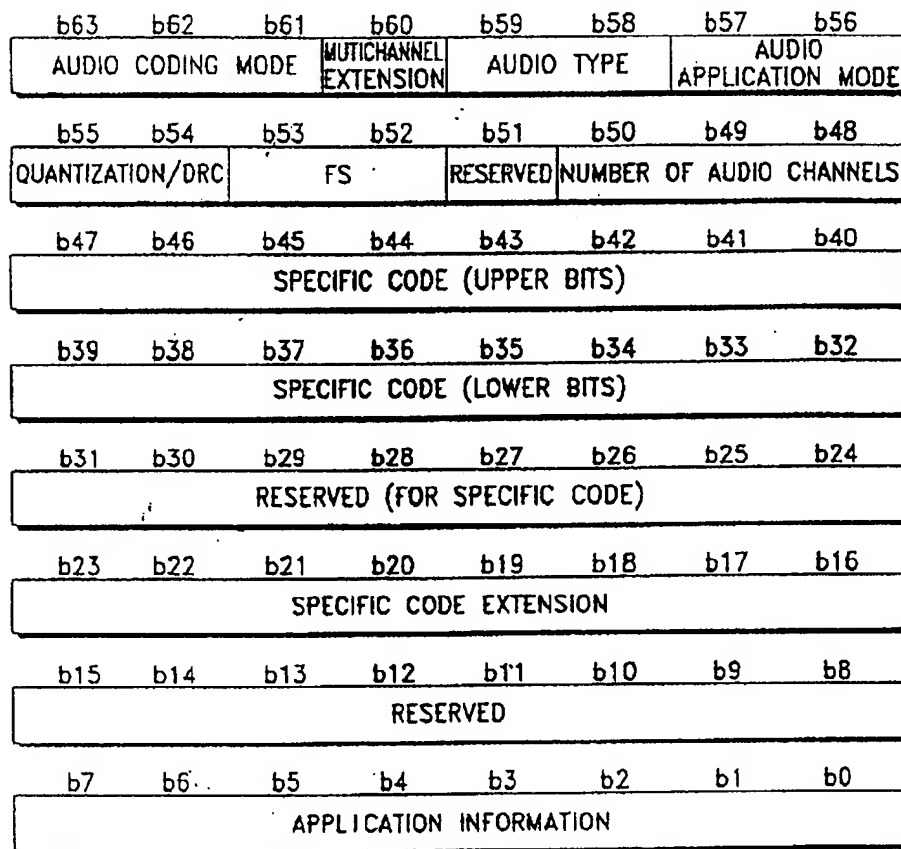 b63 b62 b61 b60 b59 b58 b57 b56
AUDIO CODING MODE MUTICHANNEL EXTENSION AUDIO TYPE AUDIO APPLICATION MODE
b55 b54 b53 b52 b51 b50 b49 b48
QUANTIZATION/DRC FS RESERVED NUMBER OF AUDIO CHANNELS
b47 b46 b45 b44 b43 b42 b41 b40
SPECIFIC CODE (UPPER BITS)
b39 b38 b37 b36 b35 b34 b33 b32
SPECIFIC CODE (LOWER BITS)
b31 b30 b29 b28 b27 b26 b25 b24
RESERVED (FOR SPECIFIC CODE)
b23 b22 b21 b20 b19 b18 b17 b16
SPECIFIC CODE EXTENSION
b15 b14 b13 b12 b11 b10 b9 b8
RESERVED
b7 b6 b5 b4 b3 b2 b1 b0
APPLICATION INFORMATION